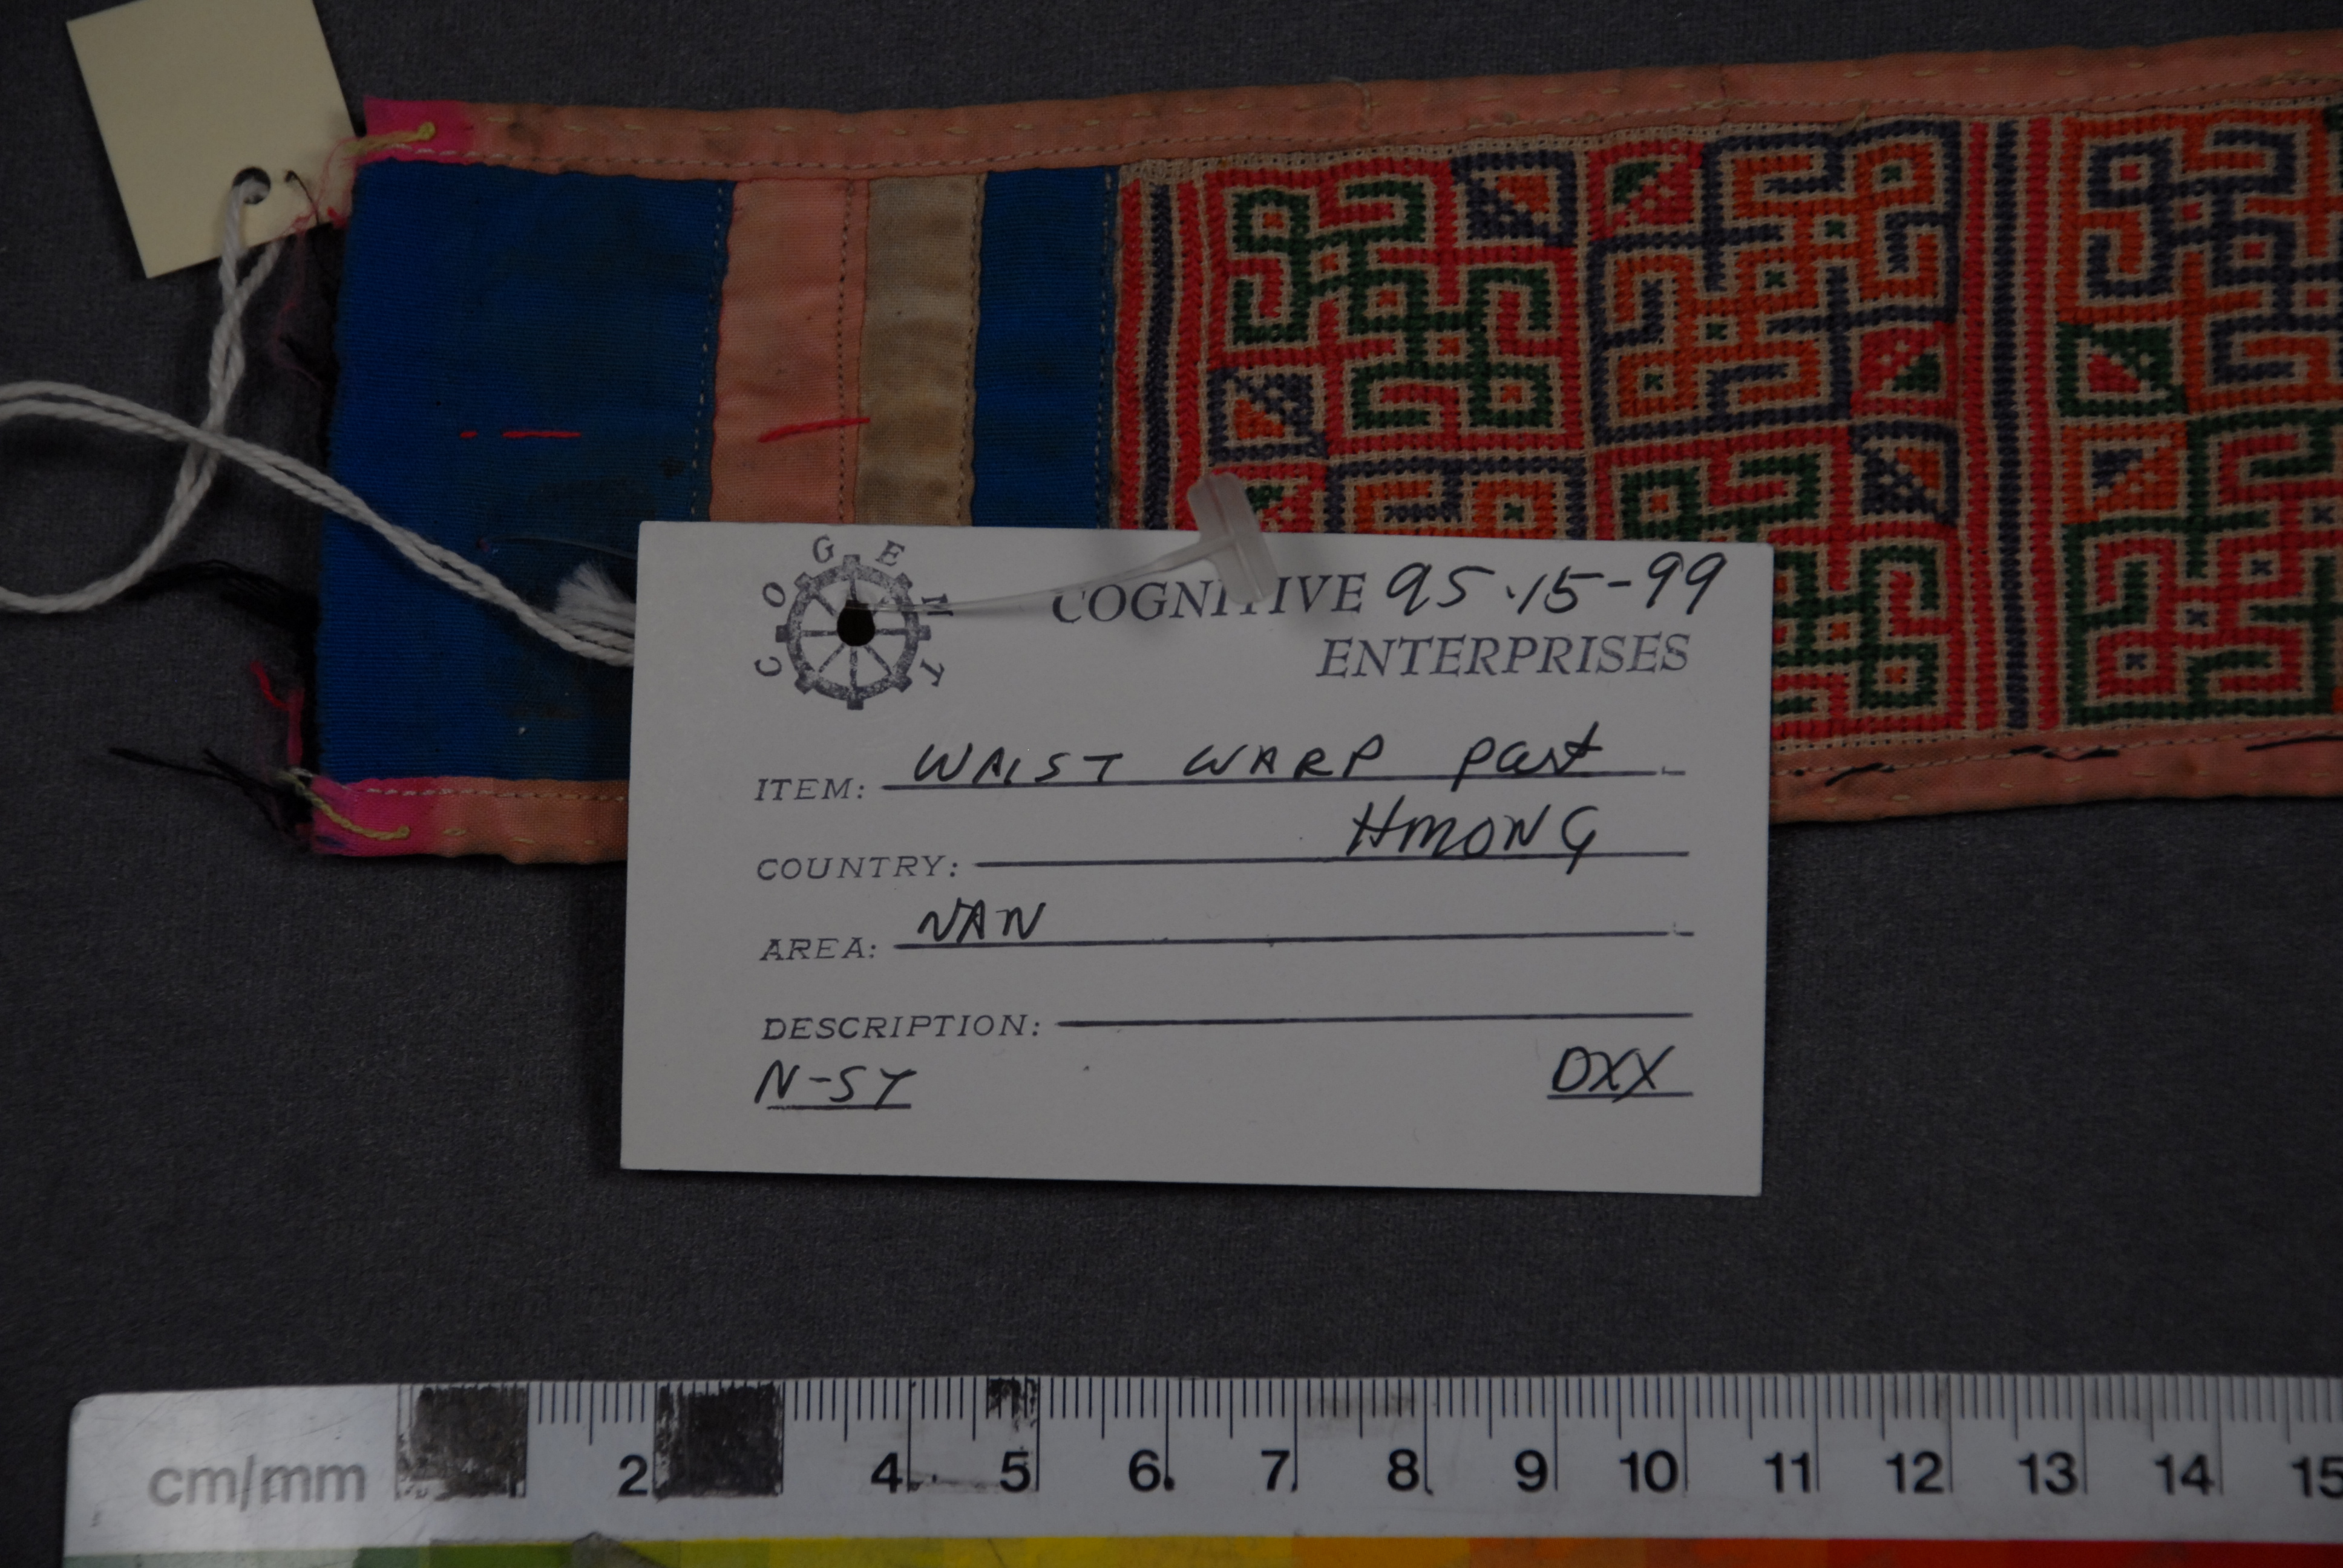 COGENT
COGNITIVE 95.15-99
ENTERPRISES
ITEM: WAIST WARP part
HMONG
COUNTRY:
AREA: NAN
DESCRIPTION:
N-SY DXX
cm/mm 2 4 5 6 7 8 9 10 11 12 13 14 15